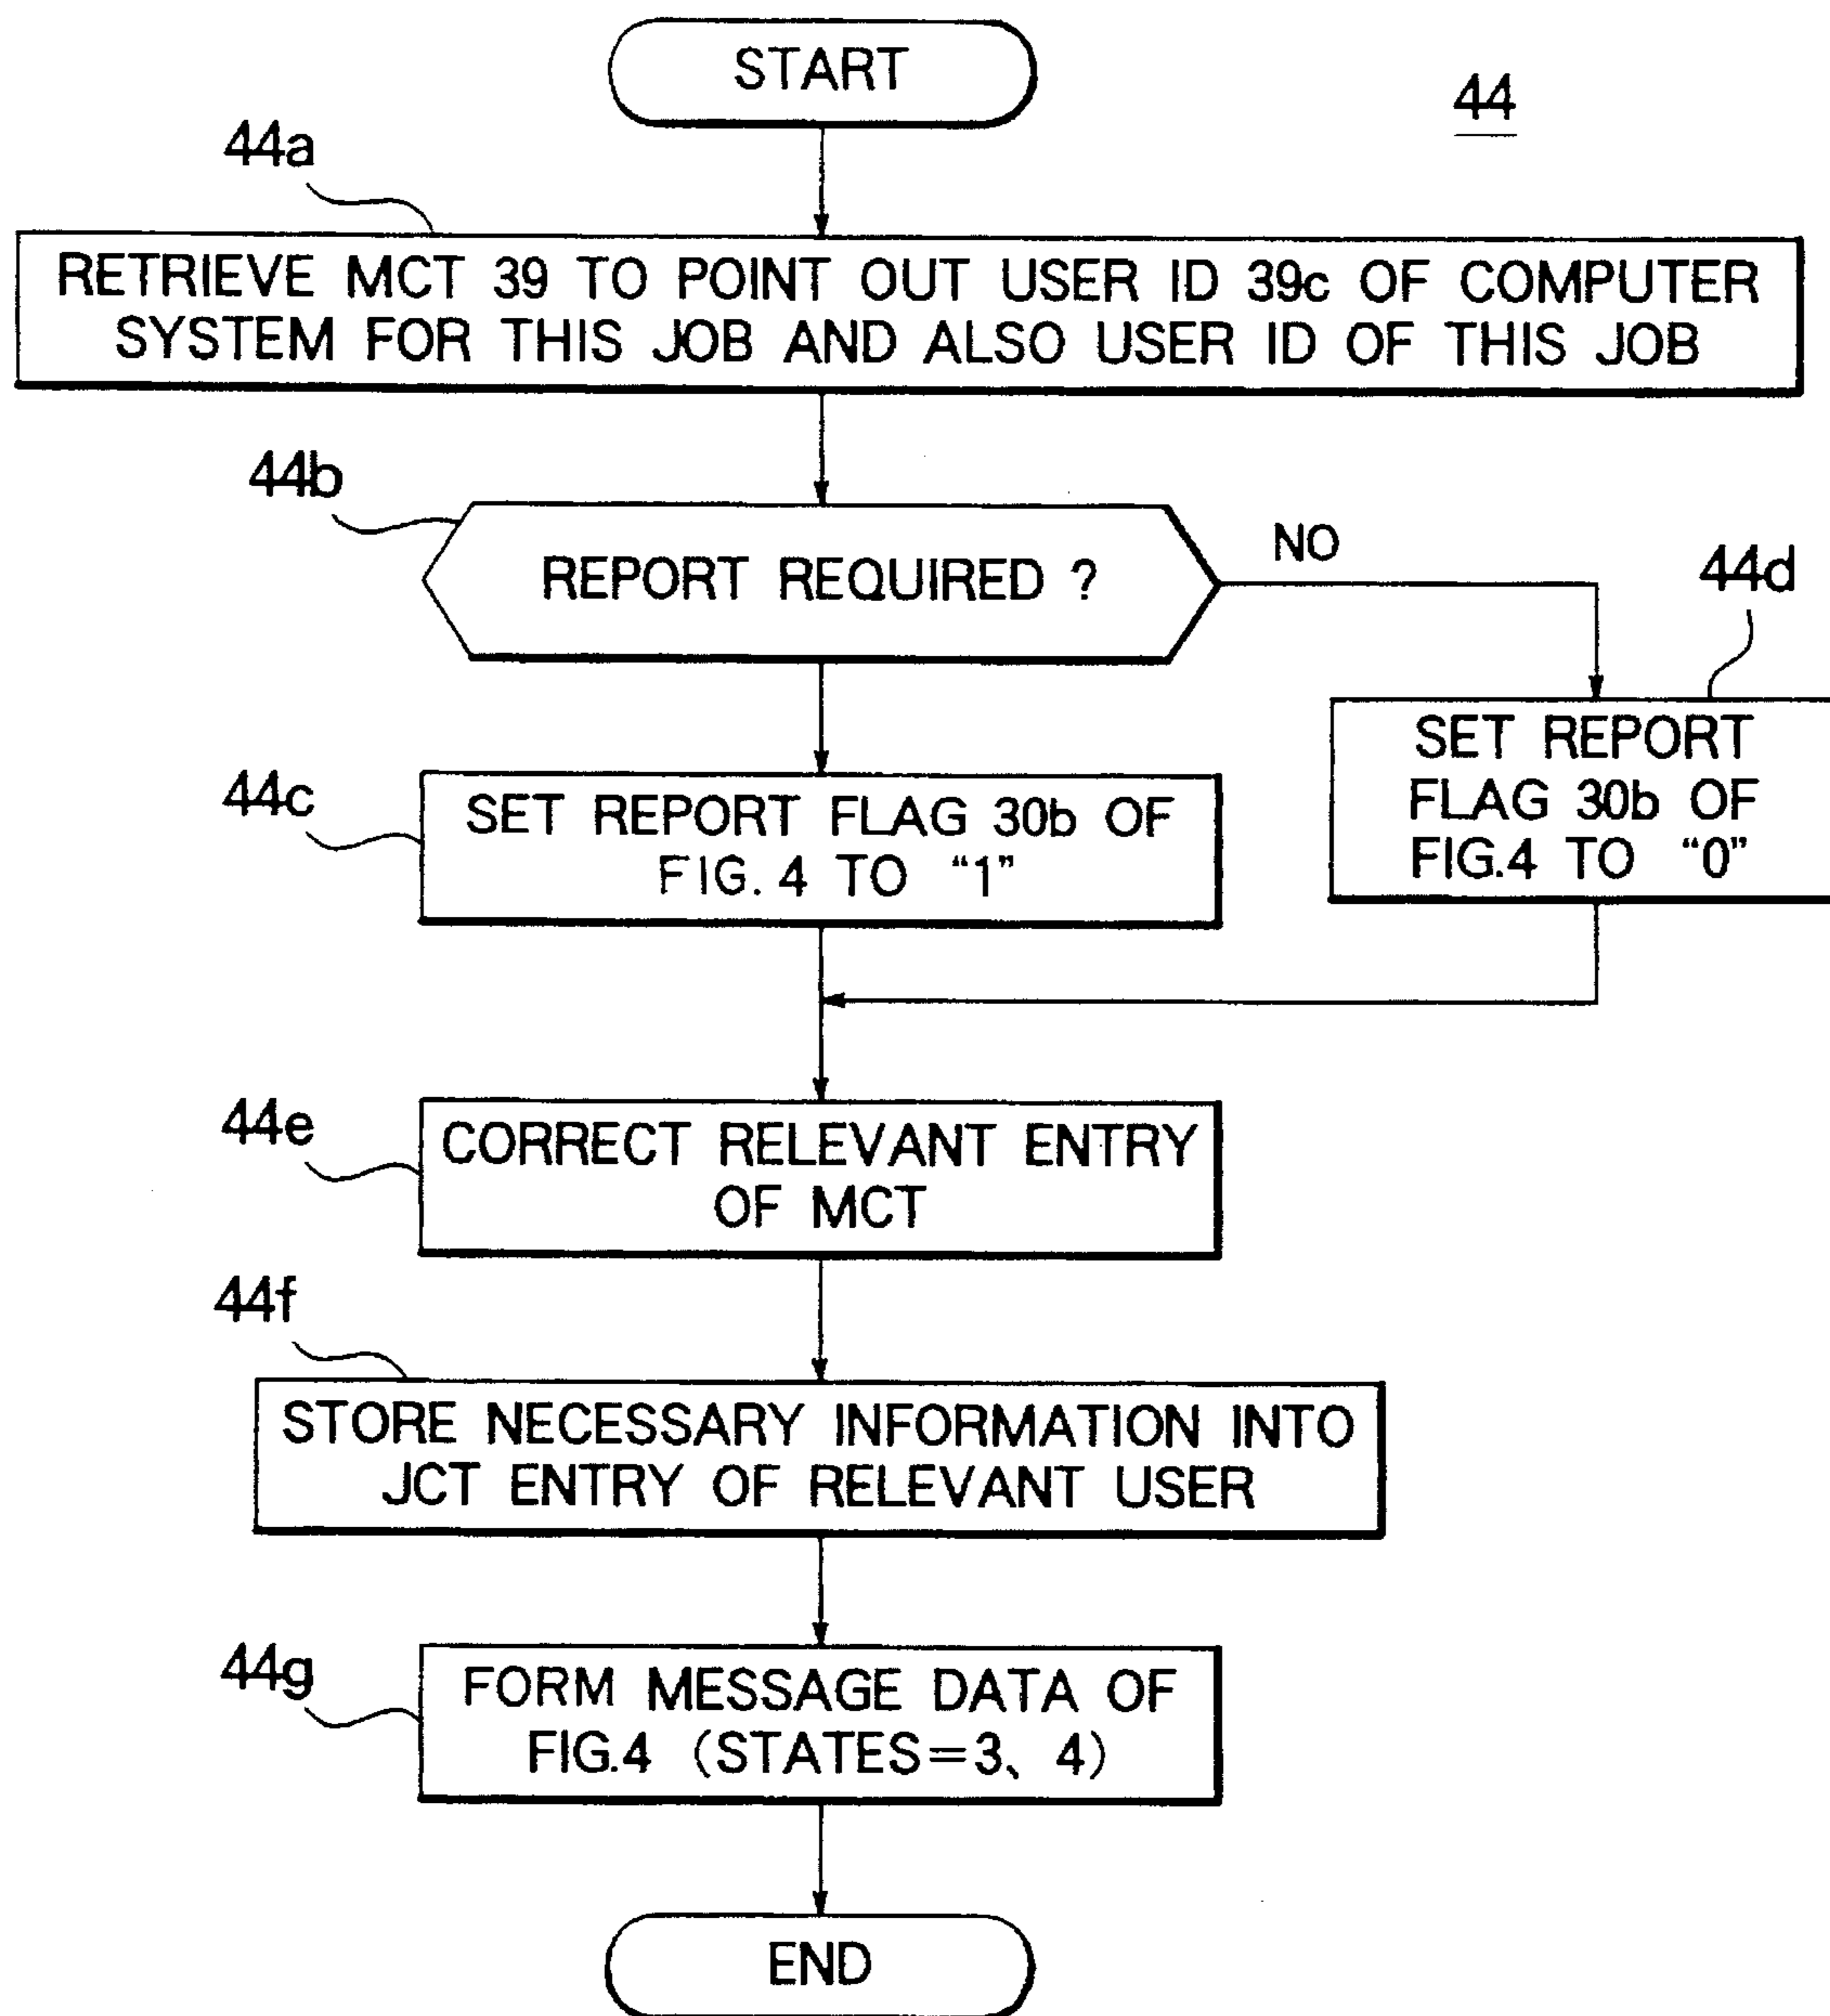 START
44
44a
RETRIEVE MCT 39 TO POINT OUT USER ID 39c OF COMPUTER
SYSTEM FOR THIS JOB AND ALSO USER ID OF THIS JOB
44b
REPORT REQUIRED ?
NO
44d
SET REPORT
FLAG 30b OF
FIG.4 TO “0”
44c
SET REPORT FLAG 30b OF
FIG. 4 TO “1”
44e
CORRECT RELEVANT ENTRY
OF MCT
44f
STORE NECESSARY INFORMATION INTO
JCT ENTRY OF RELEVANT USER
44g
FORM MESSAGE DATA OF
FIG.4 (STATES=3、4)
END